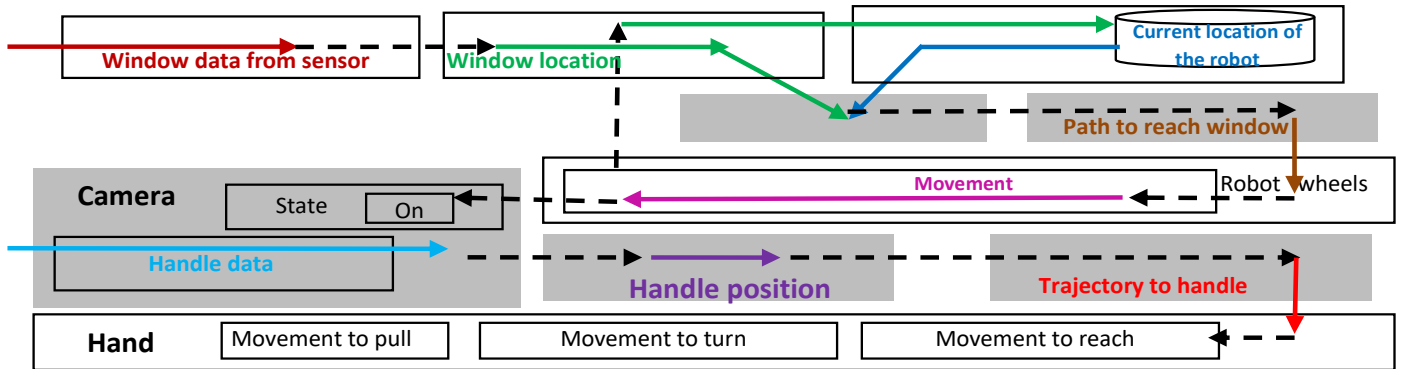 Window data from sensor
Window location
Current location of
the robot
Path to reach window
Camera
State
On
Movement
Robot wheels
Handle data
Handle position
Trajectory to handle
Hand
Movement to pull
Movement to turn
Movement to reach